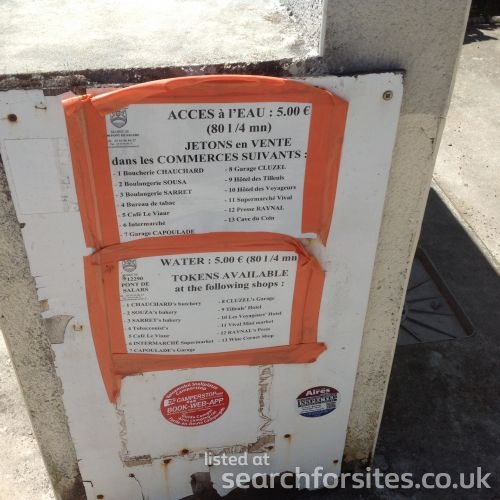 ACCES à l'EAU : 5.00 €
(80 l / 4 mn)
JETONS en VENTE
dans les COMMERCES SUIVANTS :
- 1 Boucherie CHAUCHARD
- 2 Boulangerie SOUSA
- 3 Boulangerie SARRET
- 4 Bureau de tabac
- 5 Café Le Viaur
- 6 Intermarché
- 7 Garage CAPOULADE
- 8 Garage CLUZEL
- 9 Hôtel des Tilleuls
- 10 Hôtel des Voyageurs
- 11 Supermarché Vival
- 12 Presse RAYNAL
- 13 Cave du Coin
12290
PONT DE
SALARS
WATER : 5.00 € (80 l / 4 mn
TOKENS AVAILABLE
at the following shops :
- 1 CHAUCHARD's butchery
- 2 SOUZA's bakery
- 3 SARRET's bakery
- 4 Tobacconist's
- 5 Café Le Viaur
- 6 INTERMARCHÉ Supermarket
- 7 CAPOULADE's Garage
- 8 CLUZEL's Garage
- 9 Tilleuls' Hotel
- 10 Les Voyageurs' Hotel
- 11 Vival Mini market
- 12 RAYNAL's Press
- 13 Wine Corner Shop
CAMPERSTOP
BOOK-WEB-APP
Aires
INSPECTOR
listed at
searchforsites.co.uk